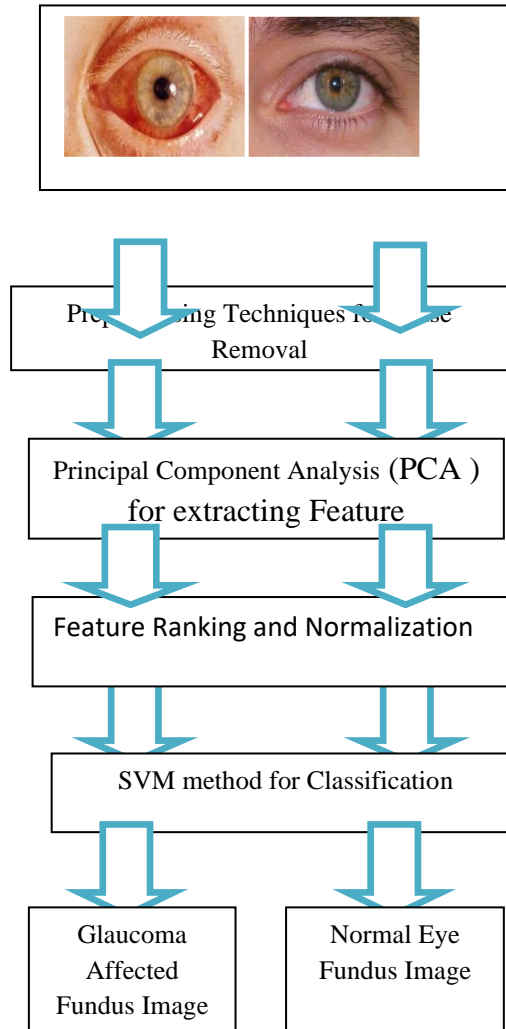 Techniques
Removal
Principal Component Analysis (PCA )
for extracting Feature
Feature Ranking and Normalization
SVM method for Classification
Glaucoma
Affected
Fundus Image
Normal Eye
Fundus Image